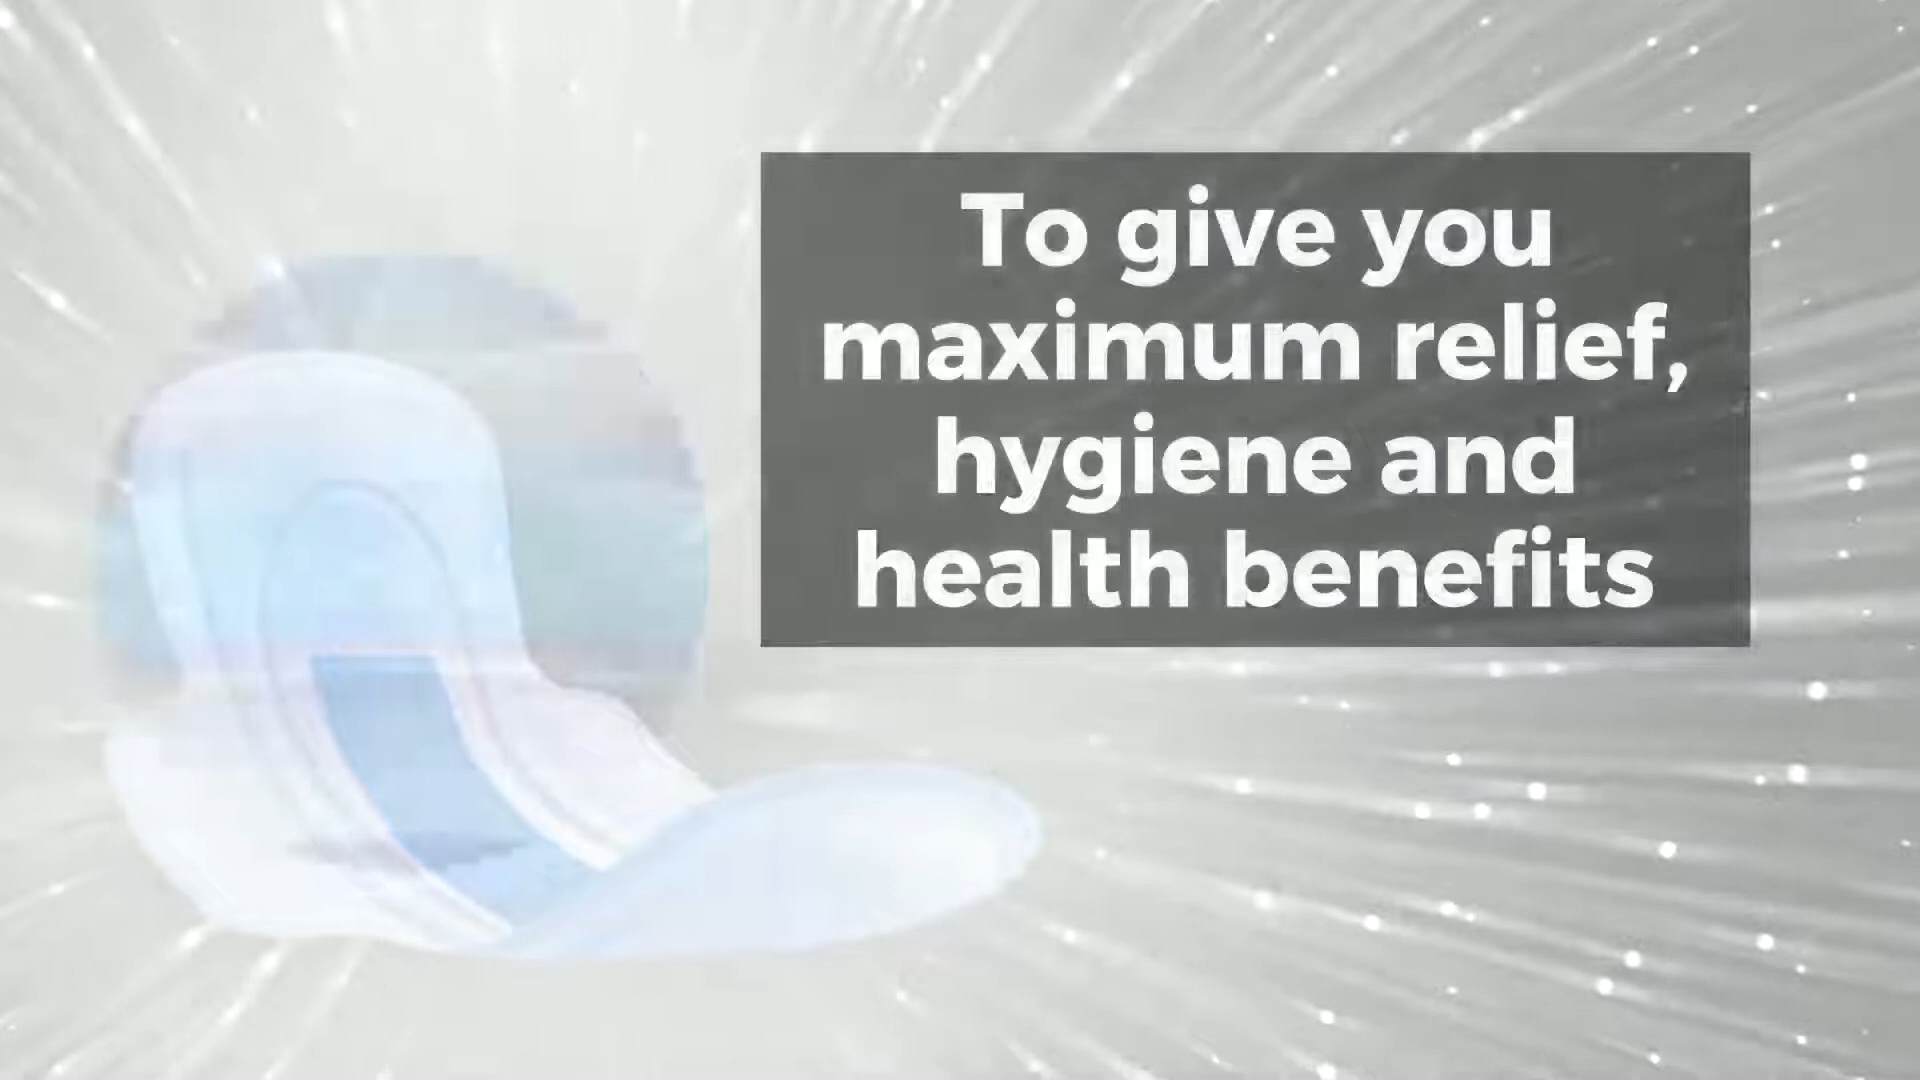 To give you
maximum relief,
hygiene and
health benefits